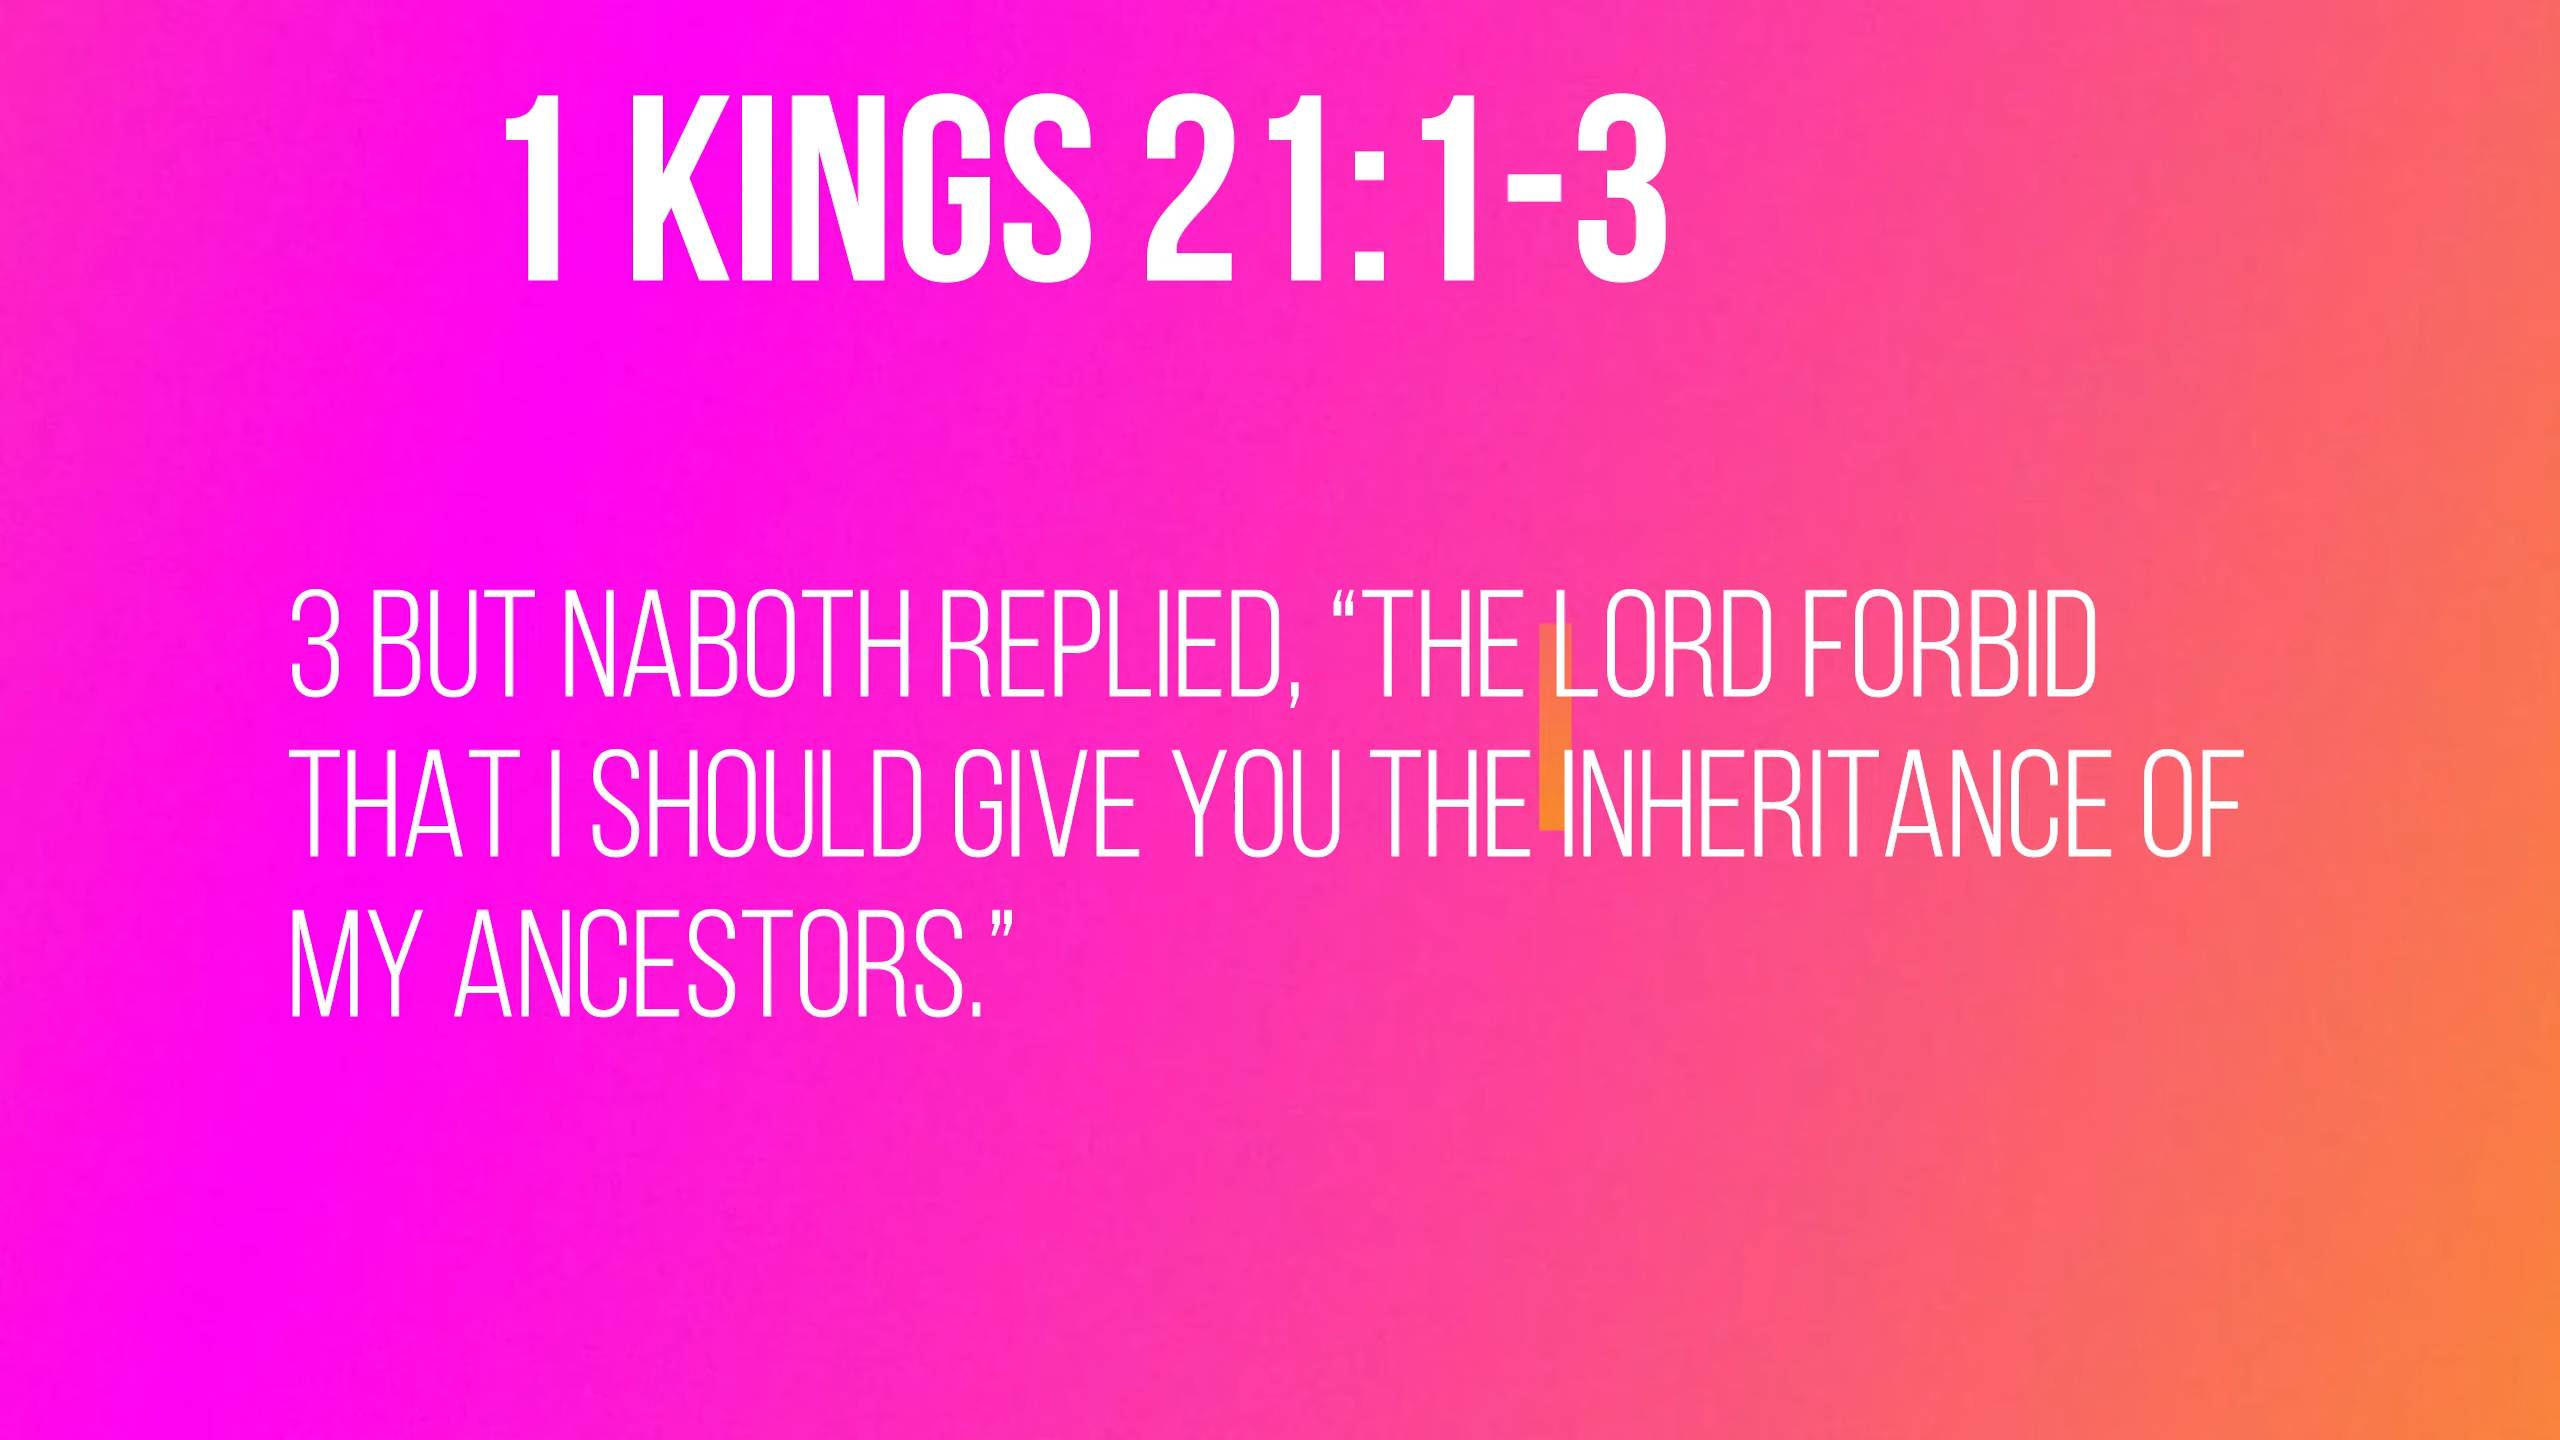 1 KINGS 21:1-3
3 BUT NABOTH REPLIED, “THE LORD FORBID
THAT I SHOULD GIVE YOU THE INHERITANCE OF
MY ANCESTORS.”